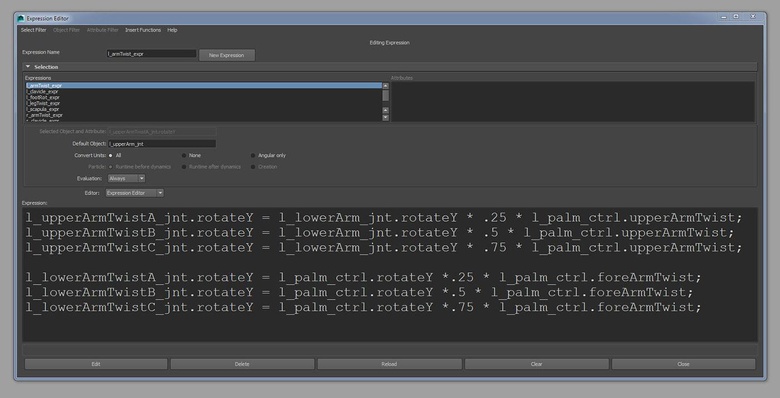 Expression Editor
Select Filter Object Filter Attribute Filter Insert Functions Help
Editing Expression
Expression Name l_armTwist_expr New Expression
Selection
Expressions Attributes
l_armTwist_expr
l_clavicle_expr
l_footRot_expr
l_legTwist_expr
l_scapula_expr
r_armTwist_expr
r_clavicle_expr
Selected Object and Attribute:
Default Object: l_upperArm_jnt
Convert Units: All None Angular only
Particle: Runtime before dynamics Runtime after dynamics Creation
Evaluation: Always
Editor: Expression Editor
Expression:
l_upperArmTwistA_jnt.rotateY = l_lowerArm_jnt.rotateY * .25 * l_palm_ctrl.upperArmTwist;
l_upperArmTwistB_jnt.rotateY = l_lowerArm_jnt.rotateY * .5 * l_palm_ctrl.upperArmTwist;
l_upperArmTwistC_jnt.rotateY = l_lowerArm_jnt.rotateY * .75 * l_palm_ctrl.upperArmTwist;
l_lowerArmTwistA_jnt.rotateY = l_palm_ctrl.rotateY *.25 * l_palm_ctrl.foreArmTwist;
l_lowerArmTwistB_jnt.rotateY = l_palm_ctrl.rotateY *.5 * l_palm_ctrl.foreArmTwist;
l_lowerArmTwistC_jnt.rotateY = l_palm_ctrl.rotateY *.75 * l_palm_ctrl.foreArmTwist;
Edit Delete Reload Clear Close